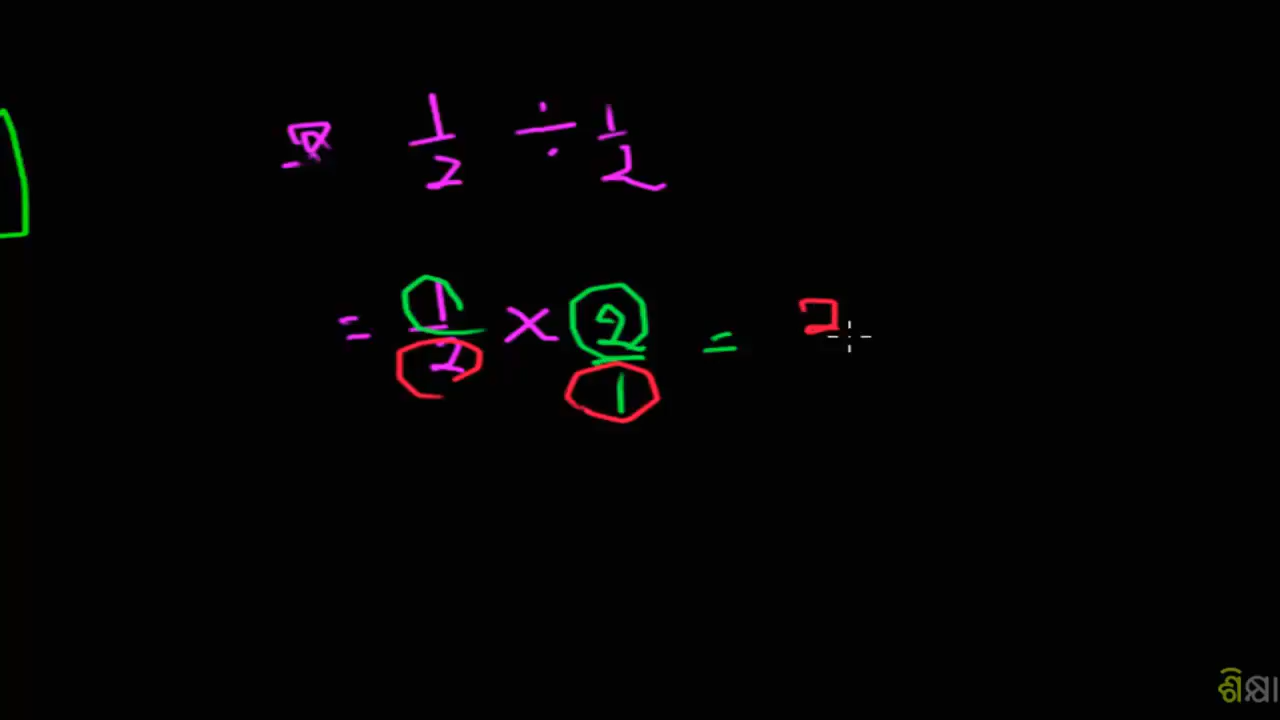 1/2 ÷ 1/2
= 1/2 × 2/1 = 2
ଶିକ୍ଷା